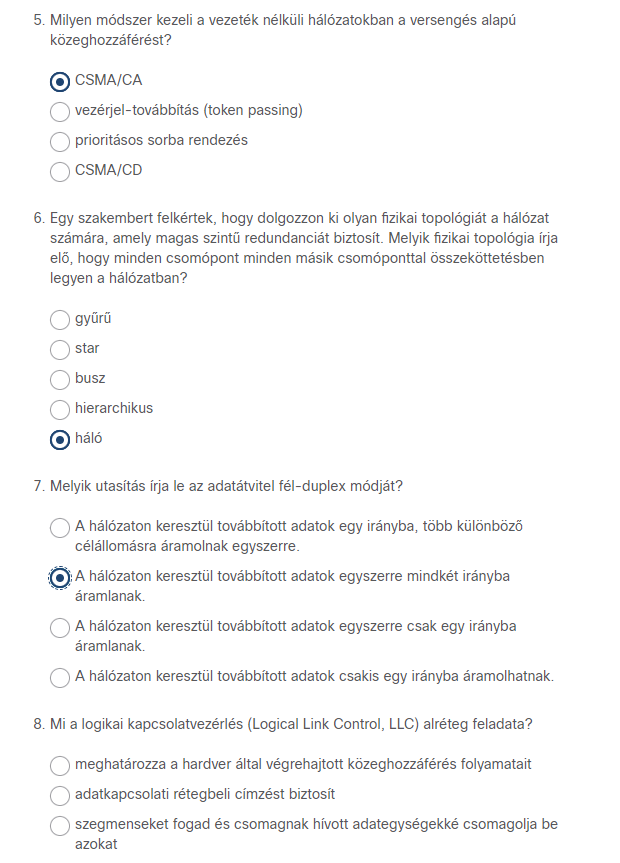 5. Milyen módszer kezeli a vezeték nélküli hálózatokban a versengés alapú
közeghozzáférést?
CSMA/CA
vezérjel-továbbítás (token passing)
prioritásos sorba rendezés
CSMA/CD
6. Egy szakembert felkértek, hogy dolgozzon ki olyan fizikai topológiát a hálózat
számára, amely magas szintű redundanciát biztosít. Melyik fizikai topológia írja
elő, hogy minden csomópont minden másik csomóponttal összeköttetésben
legyen a hálózatban?
gyűrű
star
busz
hierarchikus
háló
7. Melyik utasítás írja le az adatátvitel fél-duplex módját?
A hálózaton keresztül továbbított adatok egy irányba, több különböző
célállomásra áramolnak egyszerre.
A hálózaton keresztül továbbított adatok egyszerre mindkét irányba
áramlanak.
A hálózaton keresztül továbbított adatok egyszerre csak egy irányba
áramlanak.
A hálózaton keresztül továbbított adatok csakis egy irányba áramolhatnak.
8. Mi a logikai kapcsolatvezérlés (Logical Link Control, LLC) alréteg feladata?
meghatározza a hardver által végrehajtott közeghozzáférés folyamatait
adatkapcsolati rétegbeli címzést biztosít
szegmenseket fogad és csomagnak hívott adategységekké csomagolja be
azokat